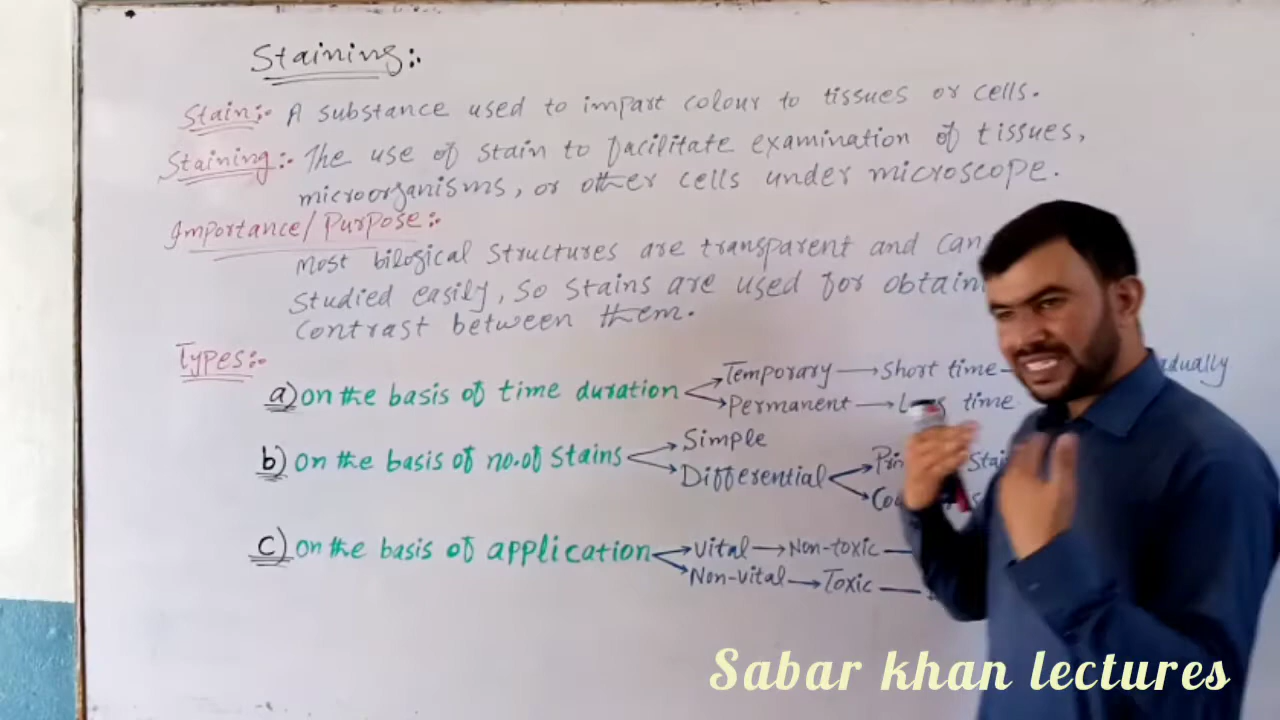 Staining:-
Stain:- A substance used to impart colour to tissues or cells.
Staining:- The use of stain to facilitate examination of tissues,
microorganisms, or other cells under microscope.
Importance/Purpose:-
Most bilogical structures are transparent and can
studied easily, so stains are used for obtain
contrast between them.
Types:-
a) on the basis of time duration Temporary Short time adually
Permanent time
b) on the basis of no.of stains Simple
Differential Stai
c) on the basis of application Vital Non-toxic
Non-vital Toxic
Sabar khan lectures